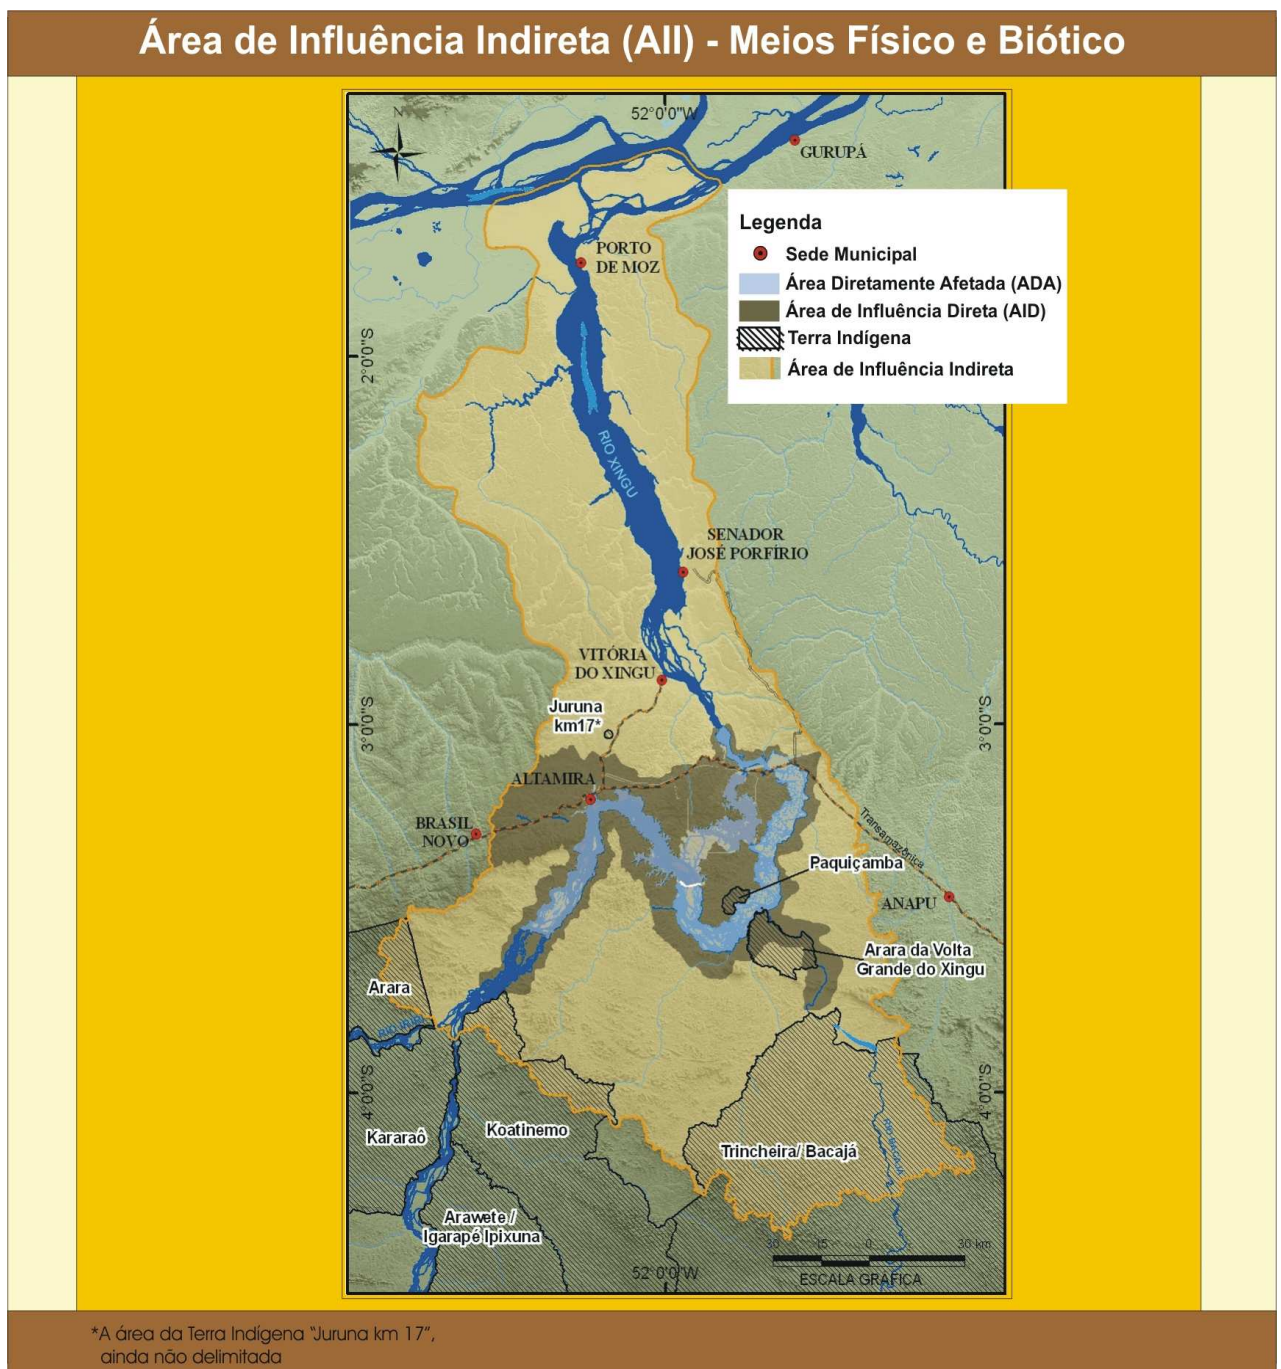 Área de Influência Indireta (AII) - Meios Físico e Biótico
52°0'0"W
N
GURUPÁ
Legenda
Sede Municipal
Área Diretamente Afetada (ADA)
Área de Influência Direta (AID)
Terra Indígena
Área de Influência Indireta
PORTO
DE MOZ
2°0'0"S
RIO XINGU
SENADOR
JOSÉ PORFÍRIO
VITÓRIA
DO XINGU
Juruna
km17*
3°0'0"S
3°0'0"S
ALTAMIRA
BRASIL
NOVO
Transamazônica
Paquiçamba
ANAPU
Arara da Volta
Grande do Xingu
Arara
RIO IRIRI
4°0'0"S
4°0'0"S
Kararaô
Koatinemo
Trincheira/ Bacajá
RIO BACAJÁ
Arawete /
Igarapé Ipixuna
30 15 0 30 km
52°0'0"W
ESCALA GRÁFICA
*A área da Terra Indígena "Juruna km 17",
ainda não delimitada